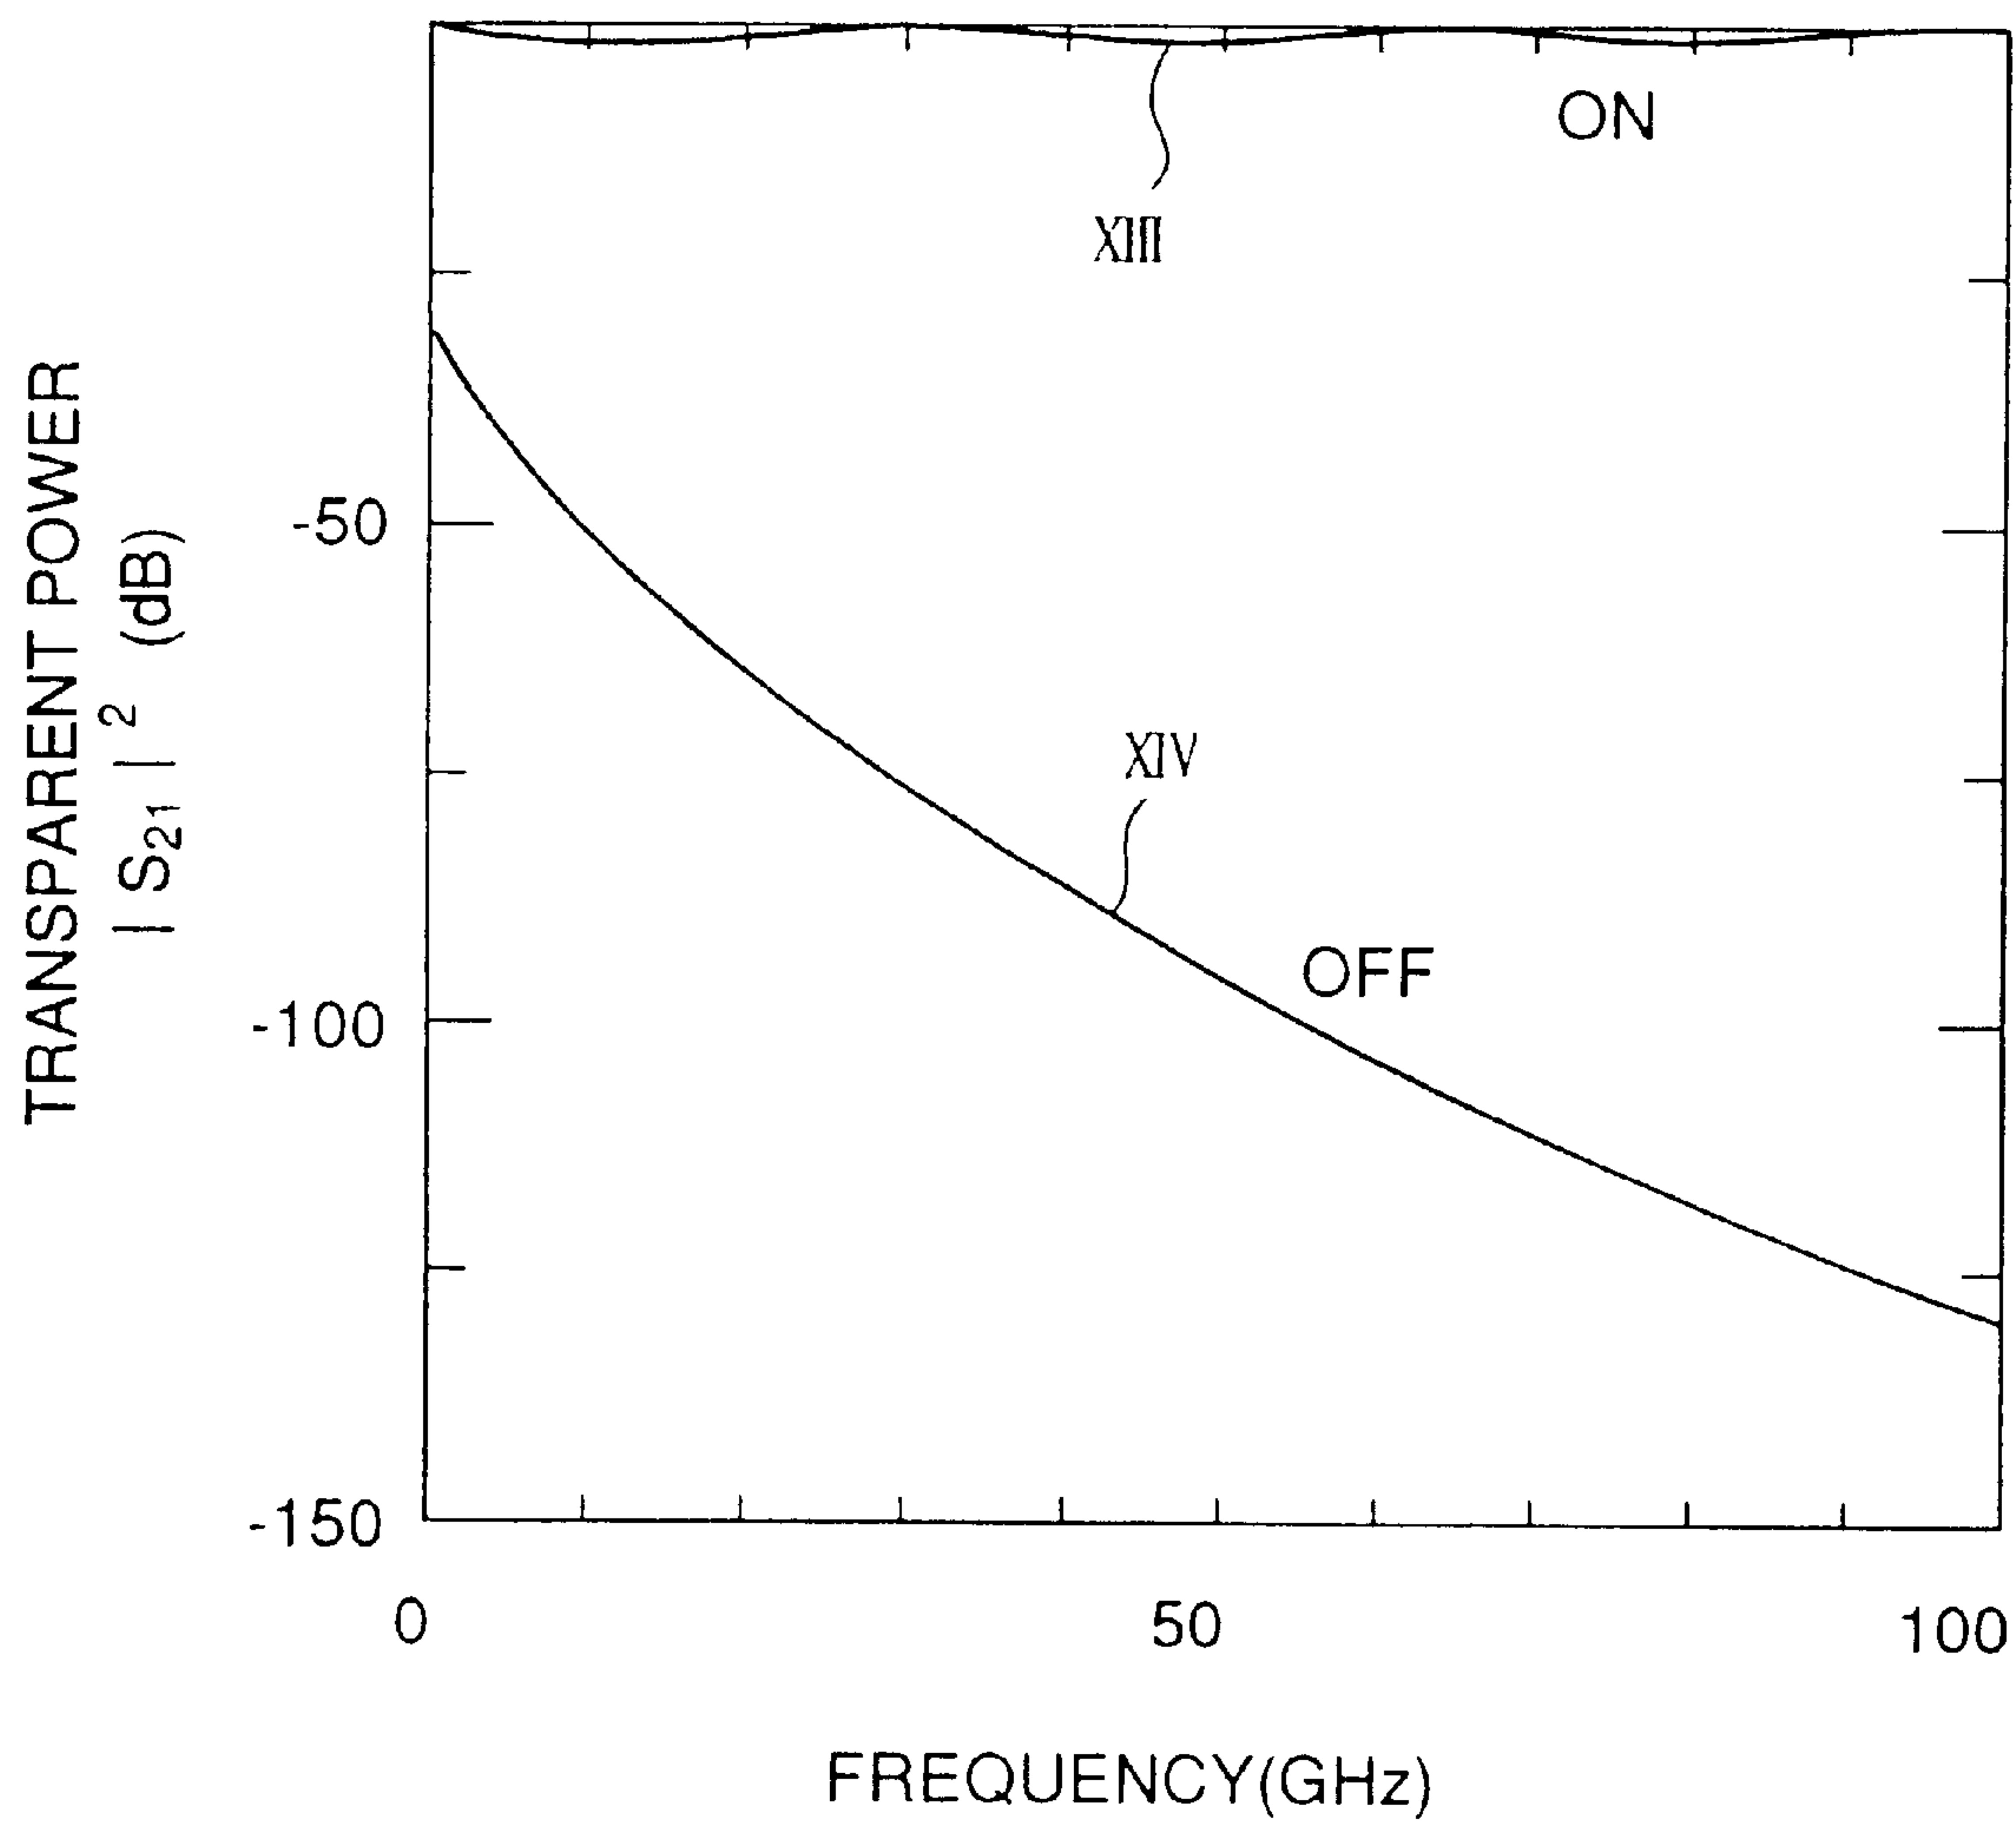 ON
XIII
TRANSPARENT POWER
| S21 | 2 (dB)
-50
XIV
OFF
-100
-150
0
50
100
FREQUENCY(GHz)